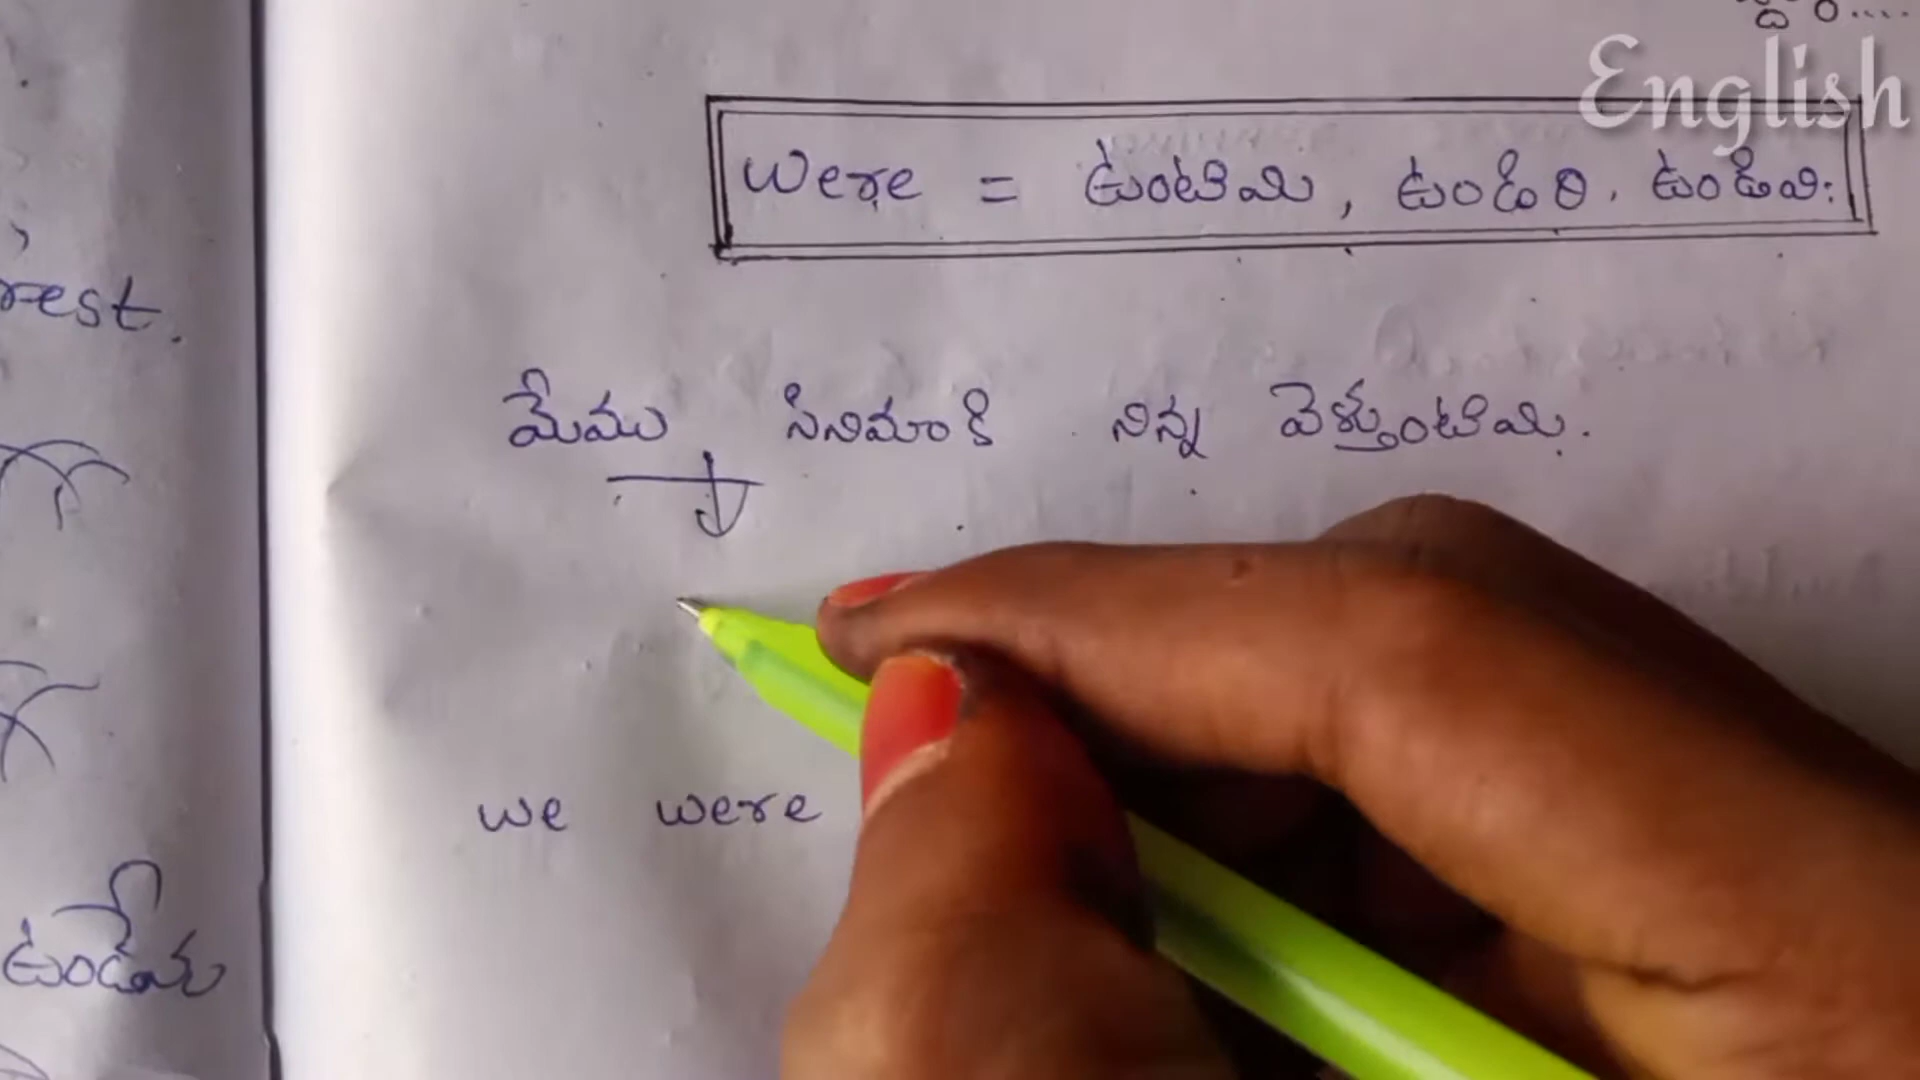 English
were = ఉంటిమి, ఉండిరి. ఉండెవి:
rest.
మేము సినిమాకి నిన్న వెళ్తుంటిమి.
we were
ఉండేను